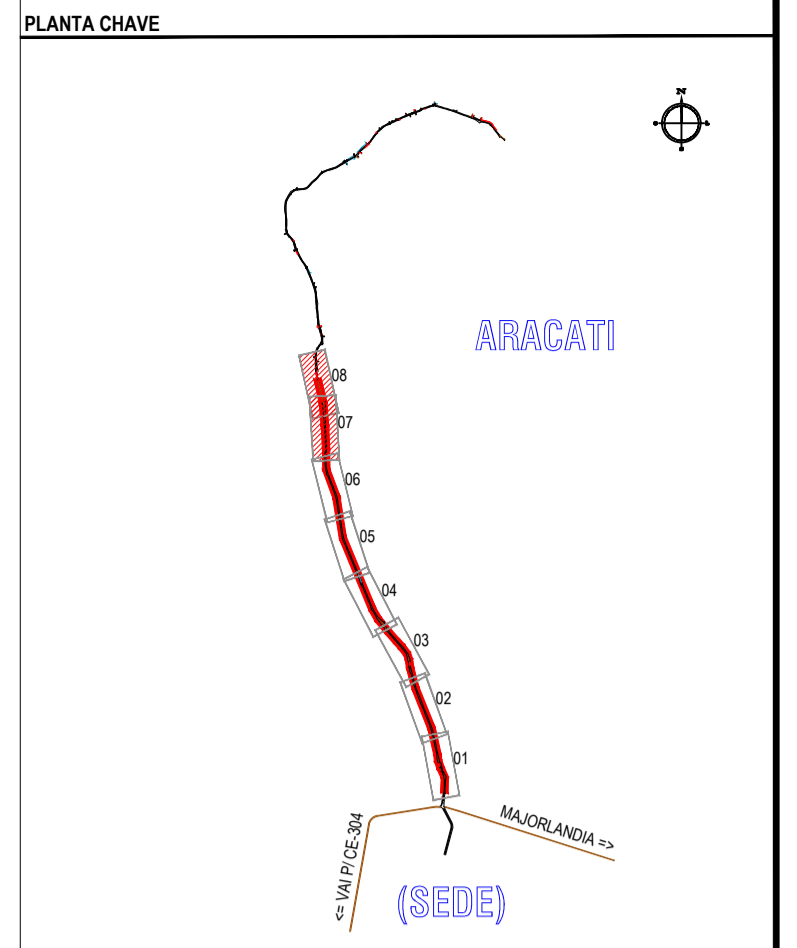 PLANTA CHAVE
N
ARACATI
08
07
06
05
04
03
02
01
MAJORLANDIA =>
<= VAI P/ CE-304
(SEDE)